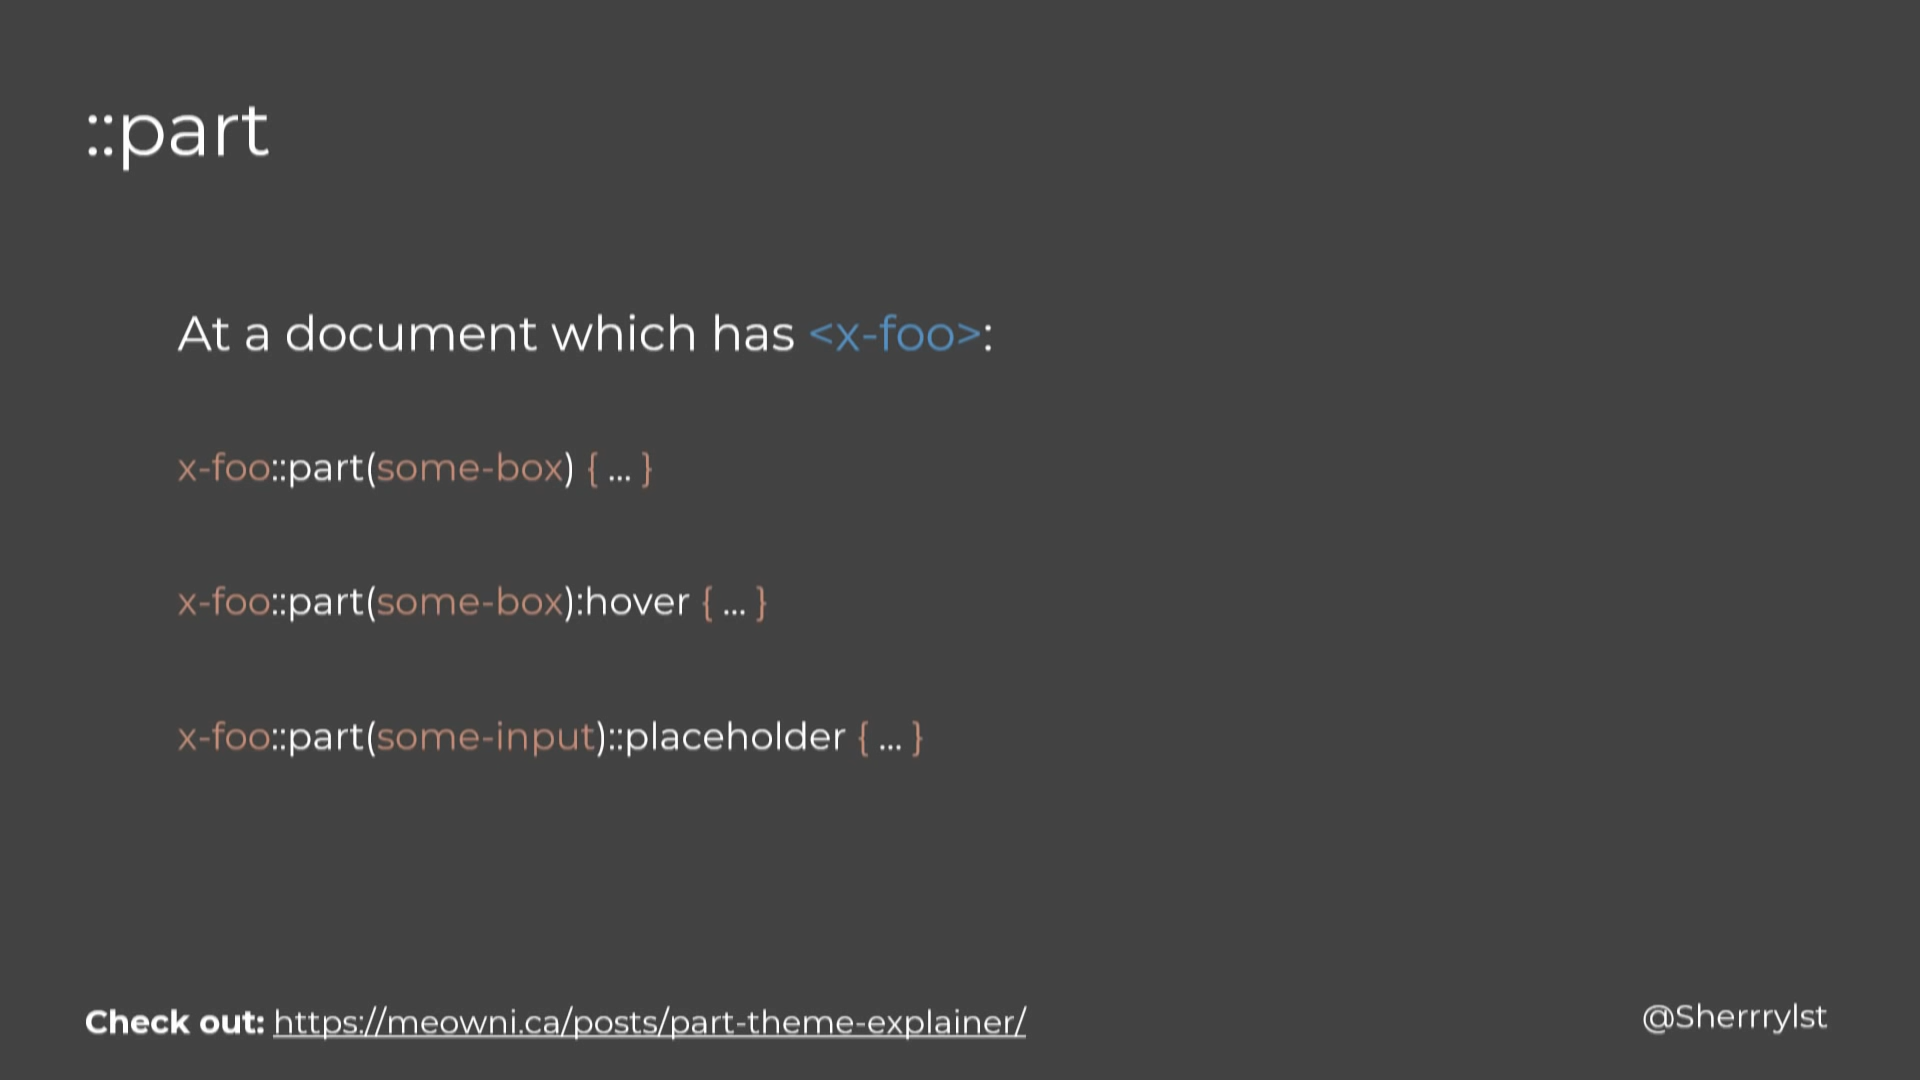 ::part
At a document which has <x-foo>:
x-foo::part(some-box) { ... }
x-foo::part(some-box):hover { ... }
x-foo::part(some-input)::placeholder { ... }
Check out: https://meowni.ca/posts/part-theme-explainer/
@Sherrrylst